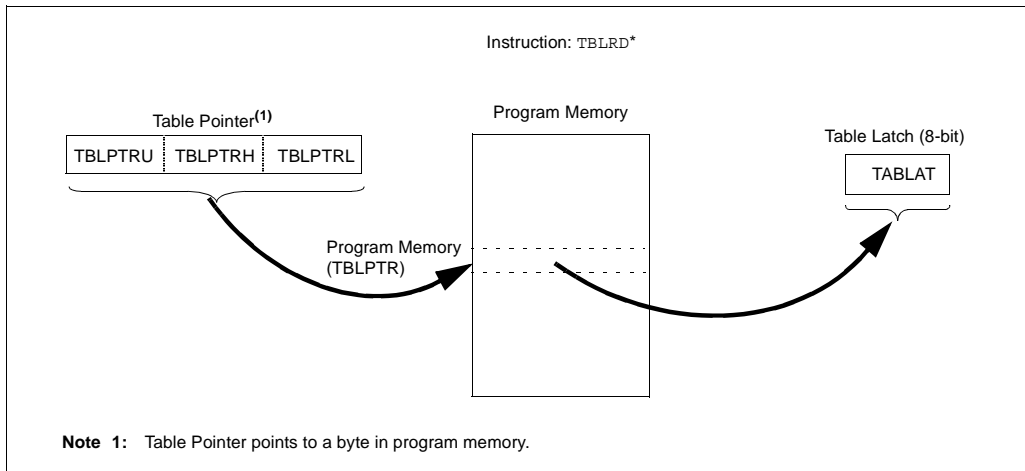 Instruction: TBLRD*
Table Pointer(1)
TBLPTRU TBLPTRH TBLPTRL
Program Memory
Table Latch (8-bit)
TABLAT
Program Memory
(TBLPTR)
Note 1: Table Pointer points to a byte in program memory.